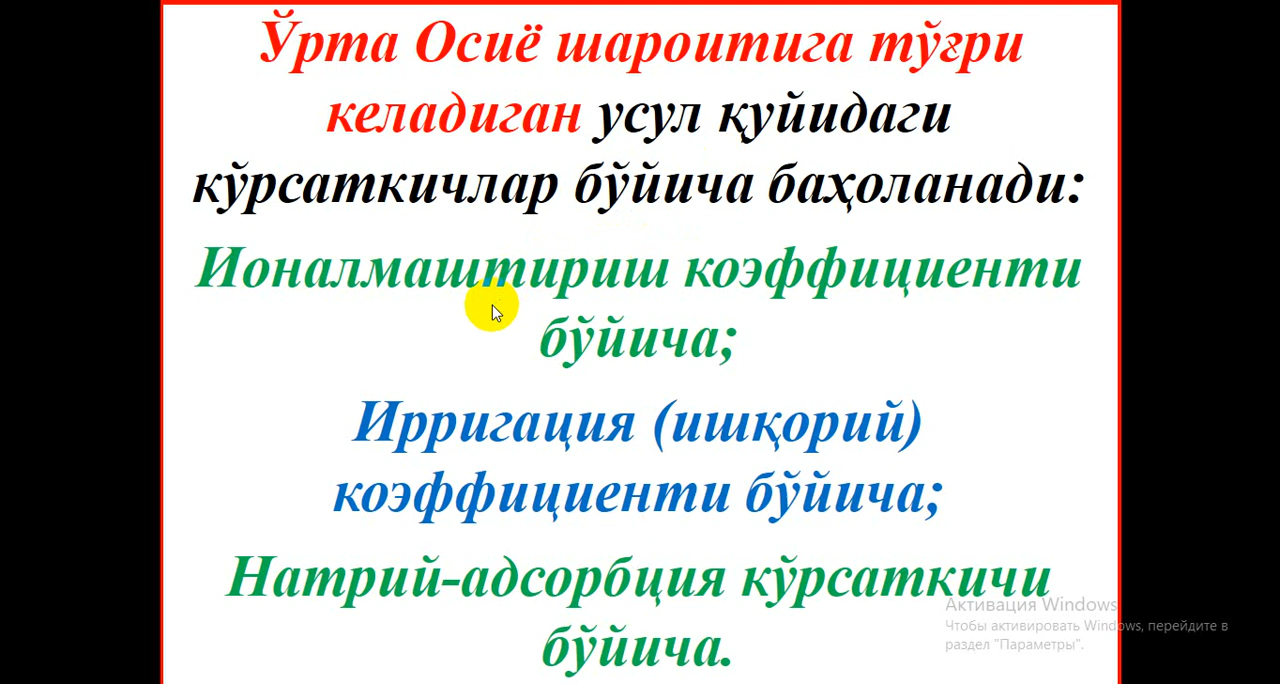 Ўрта Осиё шароитига тўғри
келадиган усул қуйидаги
кўрсаткичлар бўйича баҳоланади:
Ионалмаштириш коэффициенти
бўйича;
Ирригация (ишқорий)
коэффициенти бўйича;
Натрий-адсорбция кўрсаткичи
бўйича.
Активация Windows
Чтобы активировать Windows, перейдите в
раздел "Параметры".